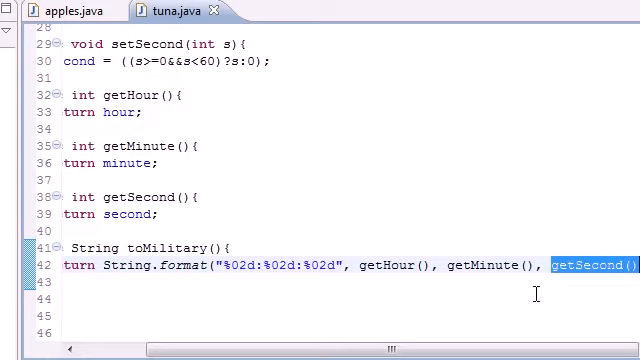 apples.java tuna.java
28
29 void setSecond(int s){
30 cond = ((s>=0&&s<60)?s:0);
31
32 int getHour(){
33 turn hour;
34
35 int getMinute(){
36 turn minute;
37
38 int getSecond(){
39 turn second;
40
41 String toMilitary(){
42 turn String.format("%02d:%02d:%02d", getHour(), getMinute(), getSecond()
43
44
45
46